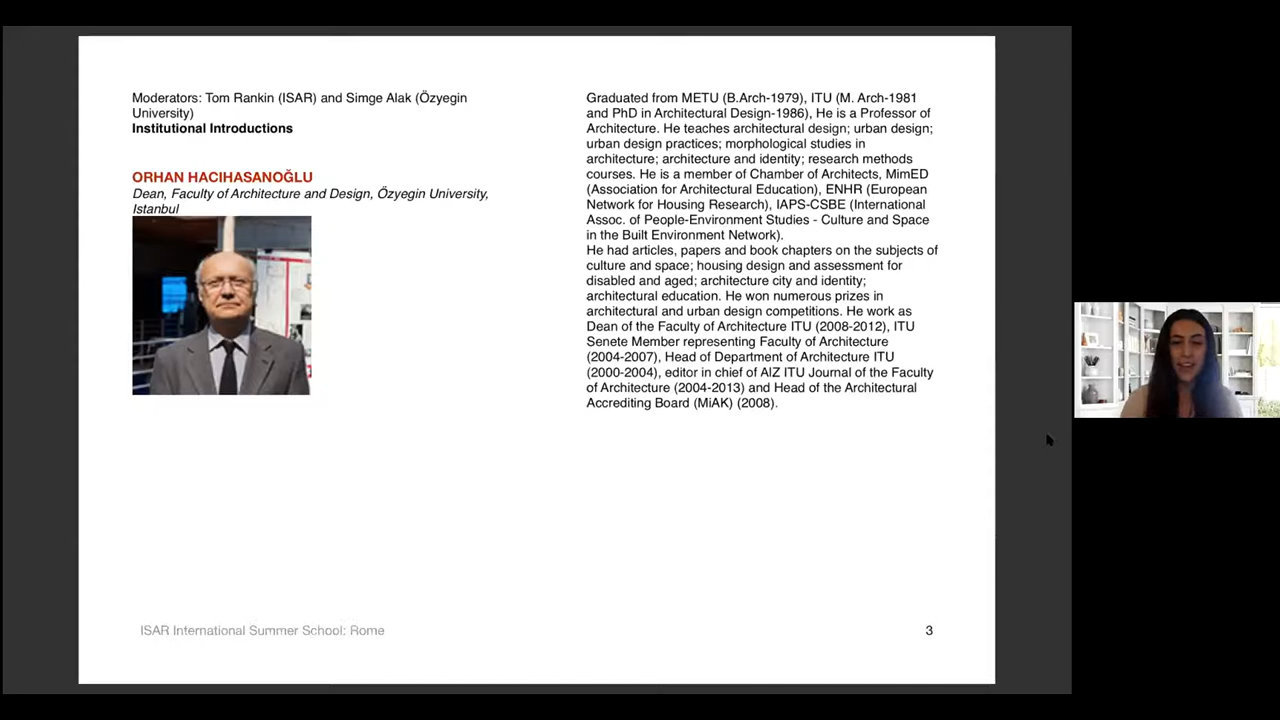 Moderators: Tom Rankin (ISAR) and Simge Alak (Özyegin
University)
Institutional Introductions
ORHAN HACIHASANOĞLU
Dean, Faculty of Architecture and Design, Özyegin University,
Istanbul
Graduated from METU (B.Arch-1979), ITU (M. Arch-1981
and PhD in Architectural Design-1986), He is a Professor of
Architecture. He teaches architectural design; urban design;
urban design practices; morphological studies in
architecture; architecture and identity; research methods
courses. He is a member of Chamber of Architects, MimED
(Association for Architectural Education), ENHR (European
Network for Housing Research), IAPS-CSBE (International
Assoc. of People-Environment Studies - Culture and Space
in the Built Environment Network).
He had articles, papers and book chapters on the subjects of
culture and space; housing design and assessment for
disabled and aged; architecture city and identity;
architectural education. He won numerous prizes in
architectural and urban design competitions. He work as
Dean of the Faculty of Architecture ITU (2008-2012), ITU
Senete Member representing Faculty of Architecture
(2004-2007), Head of Department of Architecture ITU
(2000-2004), editor in chief of AIZ ITU Journal of the Faculty
of Architecture (2004-2013) and Head of the Architectural
Accrediting Board (MiAK) (2008).
ISAR International Summer School: Rome
3